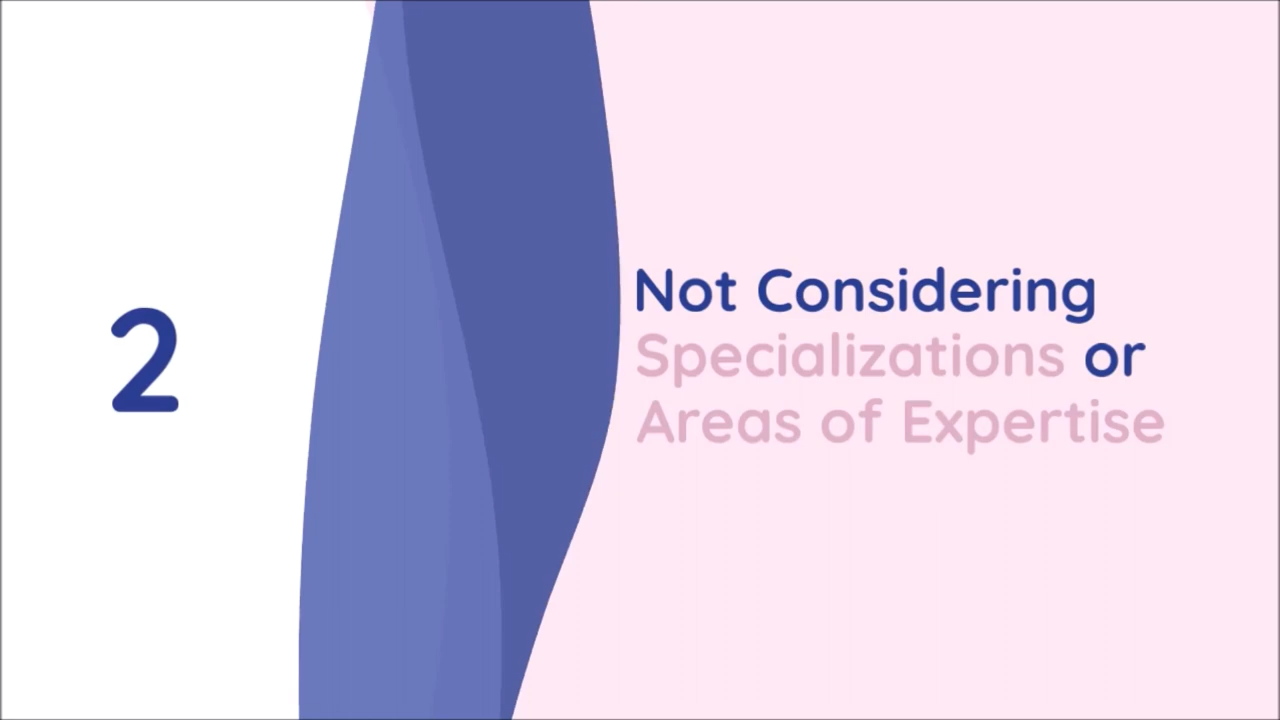 2
Not Considering
Specializations or
Areas of Expertise